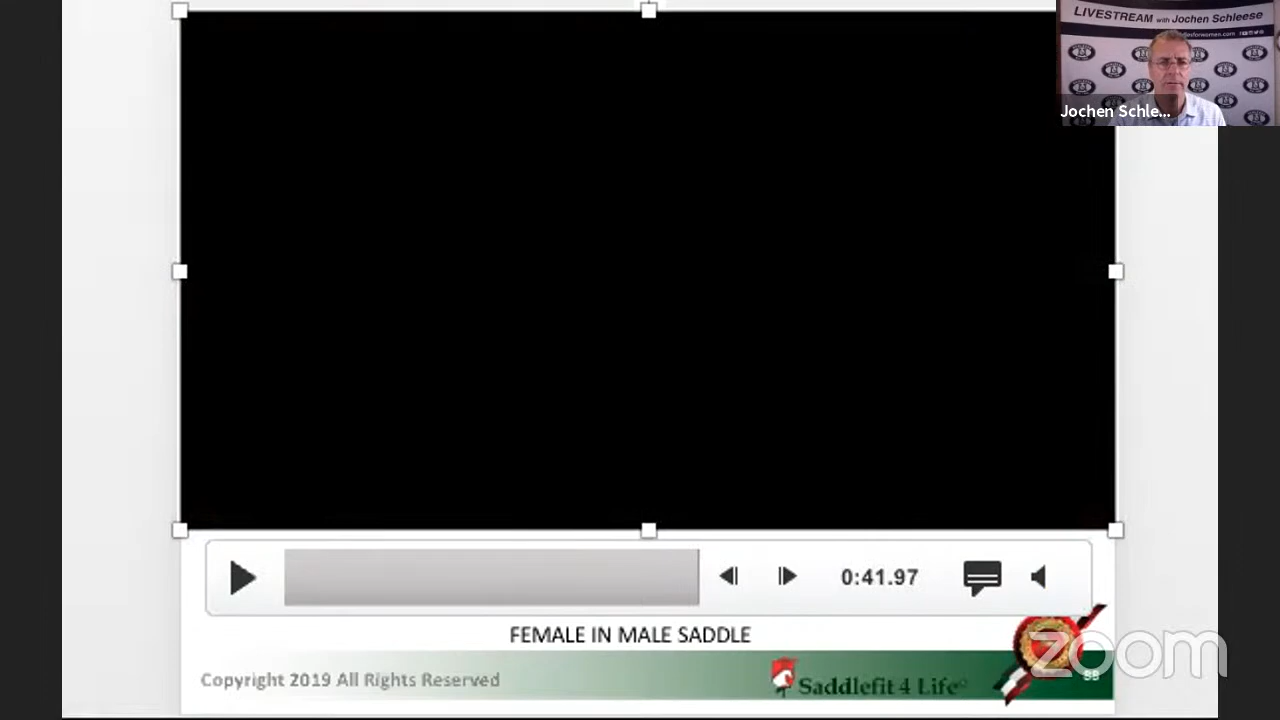 LIVESTREAM with Jochen Schleese
Jochen Schle...
0:41.97
FEMALE IN MALE SADDLE
Copyright 2019 All Rights Reserved
Saddlefit 4 Life
zoom